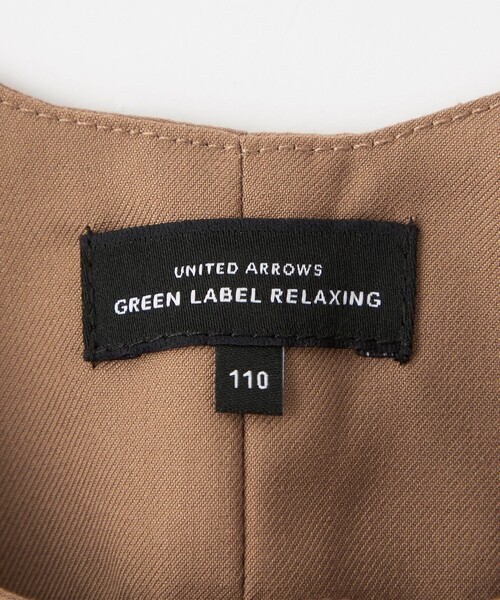 UNITED ARROWS
GREEN LABEL RELAXING
110